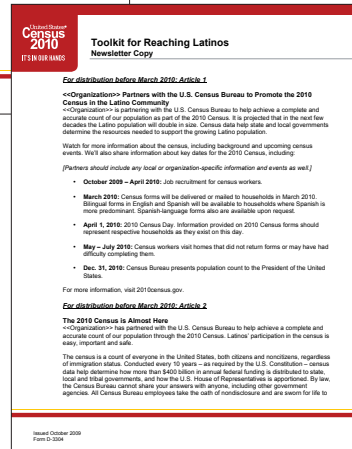 United States®
Census
2010
IT'S IN OUR HANDS
Toolkit for Reaching Latinos
Newsletter Copy
For distribution before March 2010: Article 1
<<Organization>> Partners with the U.S. Census Bureau to Promote the 2010
Census in the Latino Community
<<Organization>> is partnering with the U.S. Census Bureau to help achieve a complete and
accurate count of our population as part of the 2010 Census. It is projected that in the next few
decades the Latino population will double in size. Census data help state and local governments
determine the resources needed to support the growing Latino population.
Watch for more information about the census, including background and upcoming census
events. We'll also share information about key dates for the 2010 Census, including:
[Partners should include any local or organization-specific information and events as well.]
• October 2009 – April 2010: Job recruitment for census workers.
• March 2010: Census forms will be delivered or mailed to households in March 2010.
Bilingual forms in English and Spanish will be available to households where Spanish is
more predominant. Spanish-language forms also are available upon request.
• April 1, 2010: 2010 Census Day. Information provided on 2010 Census forms should
represent respective households as they exist on this day.
• May – July 2010: Census workers visit homes that did not return forms or may have had
difficulty completing them.
• Dec. 31, 2010: Census Bureau presents population count to the President of the United
States.
For more information, visit 2010census.gov.
For distribution before March 2010: Article 2
The 2010 Census is Almost Here
<<Organization>> has partnered with the U.S. Census Bureau to help achieve a complete and
accurate count of our population through the 2010 Census. Latinos' participation in the census is
easy, important and safe.
The census is a count of everyone in the United States, both citizens and noncitizens, regardless
of immigration status. Conducted every 10 years – as required by the U.S. Constitution – census
data help determine how more than $400 billion in annual federal funding is distributed to state,
local and tribal governments, and how the U.S. House of Representatives is apportioned. By law,
the Census Bureau cannot share your answers with anyone, including other government
agencies. All Census Bureau employees take the oath of nondisclosure and are sworn for life to
Issued October 2009
Form D-3304